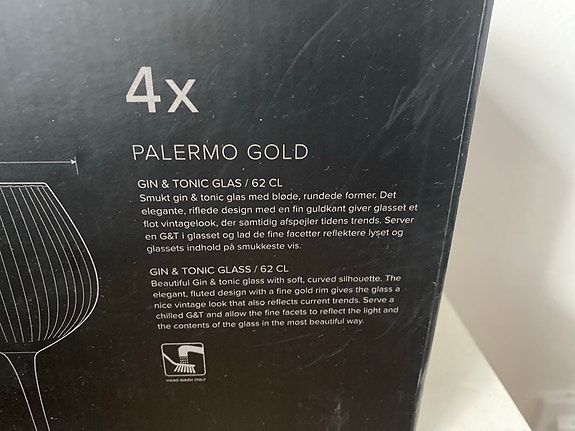 4x
PALERMO GOLD
GIN & TONIC GLAS / 62 CL
Smukt gin & tonic glas med bløde, rundede former. Det
elegante, riflede design med en fin guldkant giver glasset et
flot vintagelook, der samtidig afspejler tidens trends. Server
en G&T i glasset og lad de fine facetter reflektere lyset og
glassets indhold på smukkeste vis.
GIN & TONIC GLASS / 62 CL
Beautiful Gin & tonic glass with soft, curved silhouette. The
elegant, fluted design with a fine gold rim gives the glass a
nice vintage look that also reflects current trends. Serve a
chilled G&T and allow the fine facets to reflect the light and
the contents of the glass in the most beautiful way.
HAND WASH ONLY